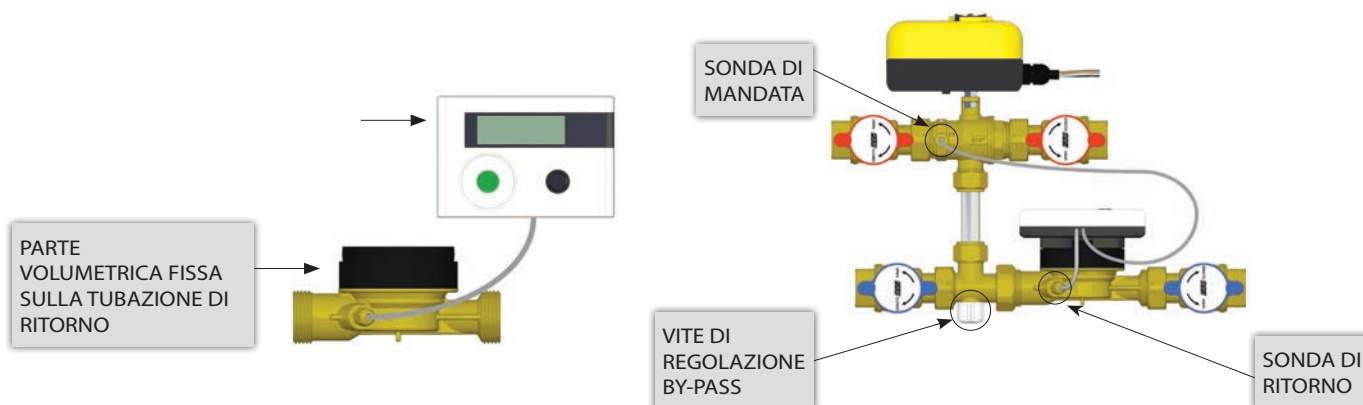 PARTE
VOLUMETRICA FISSA
SULLA TUBAZIONE DI
RITORNO
SONDA DI
MANDATA
VITE DI
REGOLAZIONE
BY-PASS
SONDA DI
RITORNO